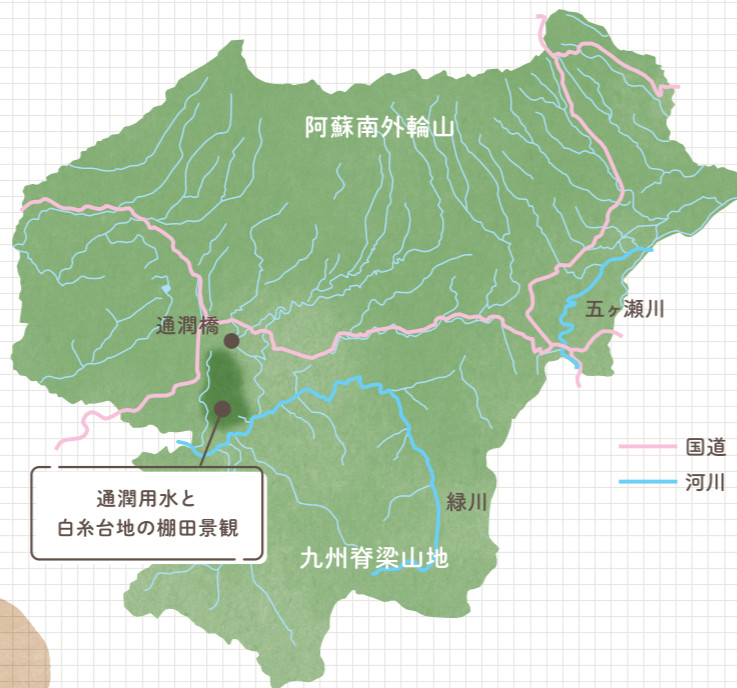 阿蘇南外輪山
五ヶ瀬川
通潤橋
国道
河川
通潤用水と
白糸台地の棚田景観
緑川
九州脊梁山地